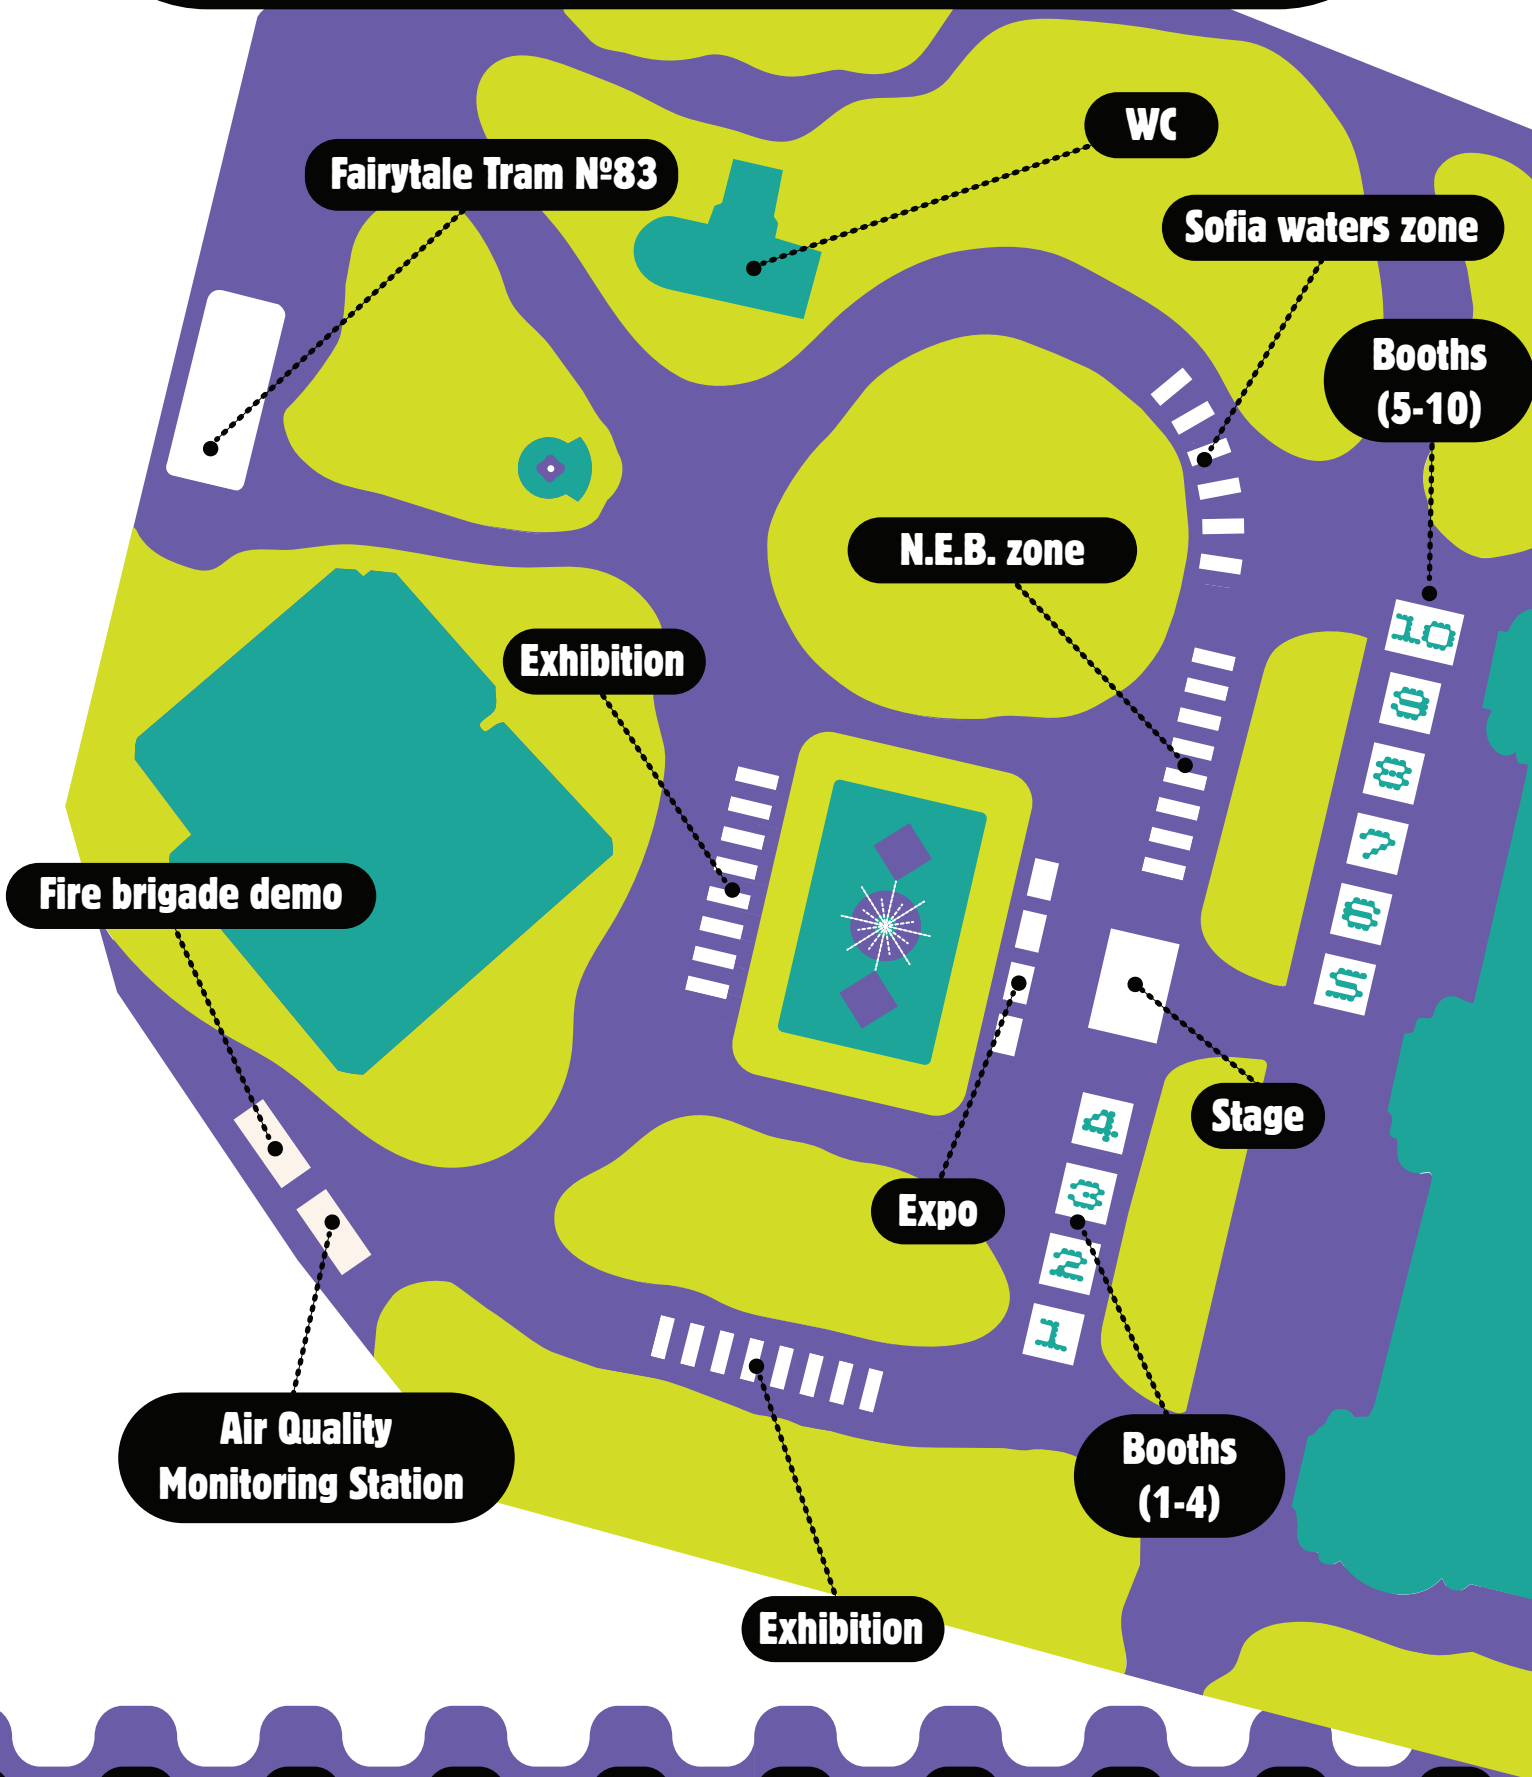 WC
Fairytale Tram Nº83
Sofia waters zone
Booths
(5-10)
N.E.B. zone
10
Exhibition
9
8
7
Fire brigade demo
6
5
Stage
4
3
Expo
2
1
Air Quality
Monitoring Station
Booths
(1-4)
Exhibition